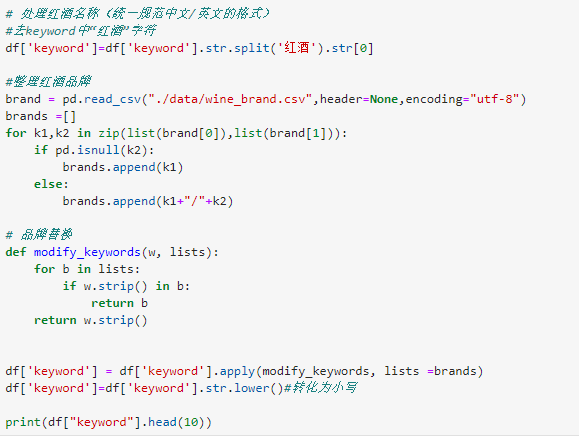 # 处理红酒名称（统一规范中文/英文的格式）
#去keyword中“红酒”字符
df['keyword']=df['keyword'].str.split('红酒').str[0]

#整理红酒品牌
brand = pd.read_csv("./data/wine_brand.csv",header=None,encoding="utf-8")
brands =[]
for k1,k2 in zip(list(brand[0]),list(brand[1])):
    if pd.isnull(k2):
        brands.append(k1)
    else:
        brands.append(k1+"/"+k2)

# 品牌替换
def modify_keywords(w, lists):
    for b in lists:
        if w.strip() in b:
            return b
    return w.strip()


df['keyword'] = df['keyword'].apply(modify_keywords, lists =brands)
df['keyword']=df['keyword'].str.lower()#转化为小写

print(df["keyword"].head(10))